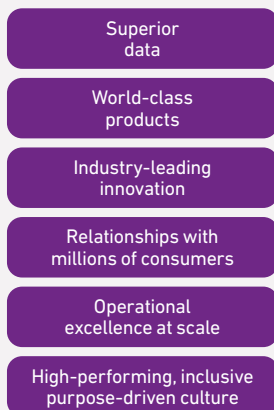 Superior
data
World-class
products
Industry-leading
innovation
Relationships with
millions of consumers
Operational
excellence at scale
High-performing, inclusive
purpose-driven culture